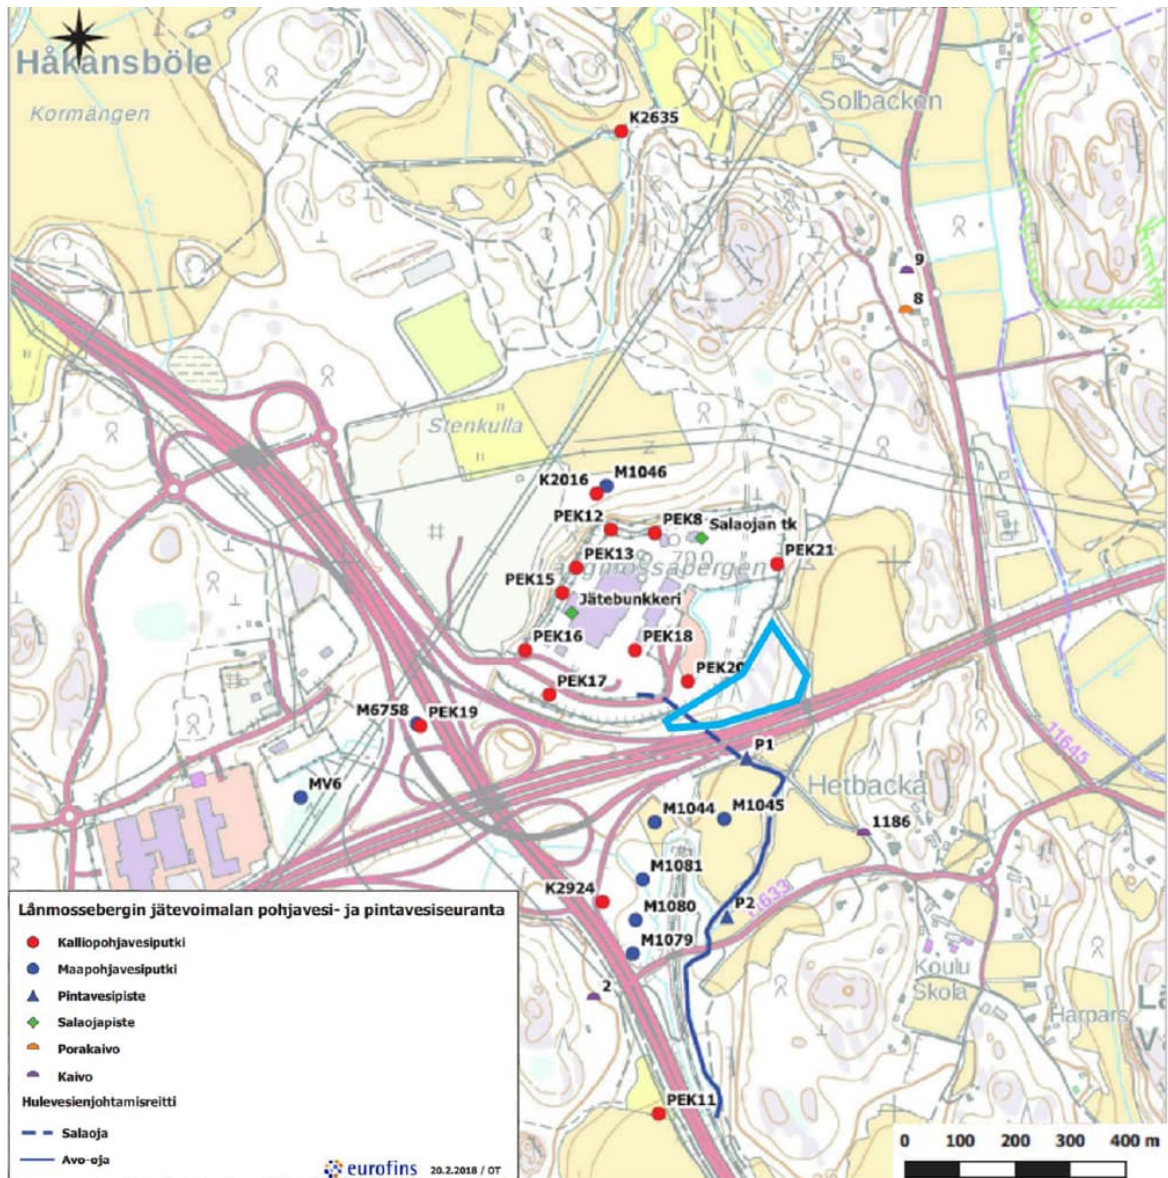 Håkansböle
Kormängen
Solbacken
K2635
9
8
Stenkulla
K2016
M1046
PEK12
PEK8
Salaojan tk
PEK13
PEK21
PEK15
Jätebunkkeri
PEK16
PEK18
PEK20
PEK17
M6758
PEK19
11645
P1
Hetbacka
MV6
M1044
M1045
1186
M1081
K2924
M1080
P2
M1079
Koulu
Skola
2
Harpars
PEK11
Långmossebergin jätevoimalan pohjavesi- ja pintavesiseuranta
Kalliopohjavesiputki
Maapohjavesiputki
Pintavesipiste
Salaojapiste
Porakaivo
Kaivo
Hulevesienjohtamisreitti
Salaoja
Avo-oja
eurofins 20.2.2018 / OT
0 100 200 300 400 m